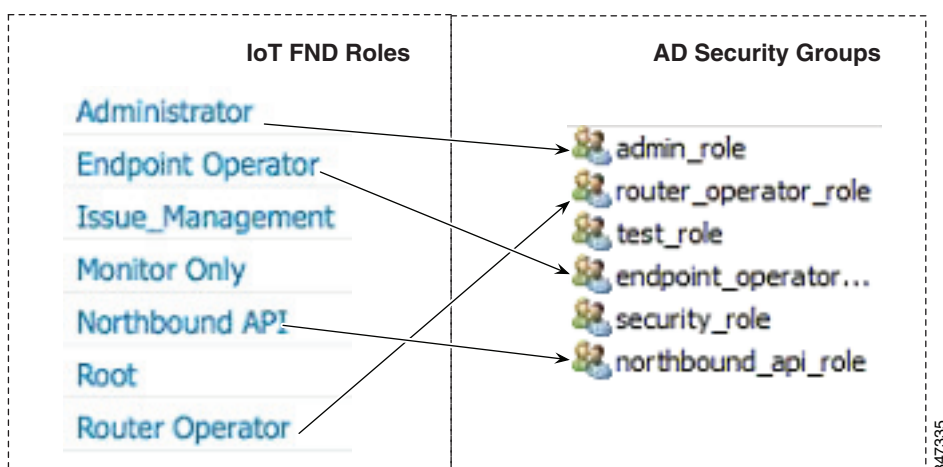 IoT FND Roles
Administrator
Endpoint Operator
Issue_Management
Monitor Only
Northbound API
Root
Router Operator
AD Security Groups
admin_role
router_operator_role
test_role
endpoint_operator...
security_role
northbound_api_role
347335